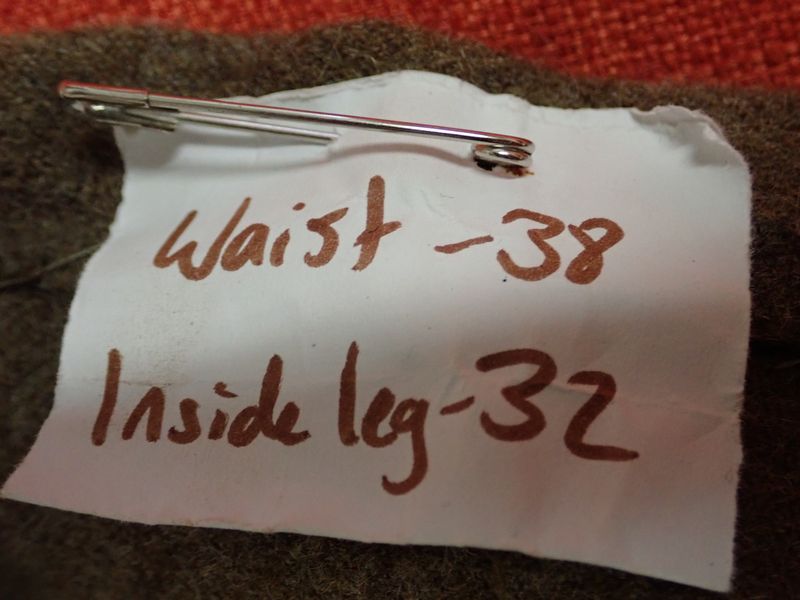 Waist - 38
Inside leg - 32